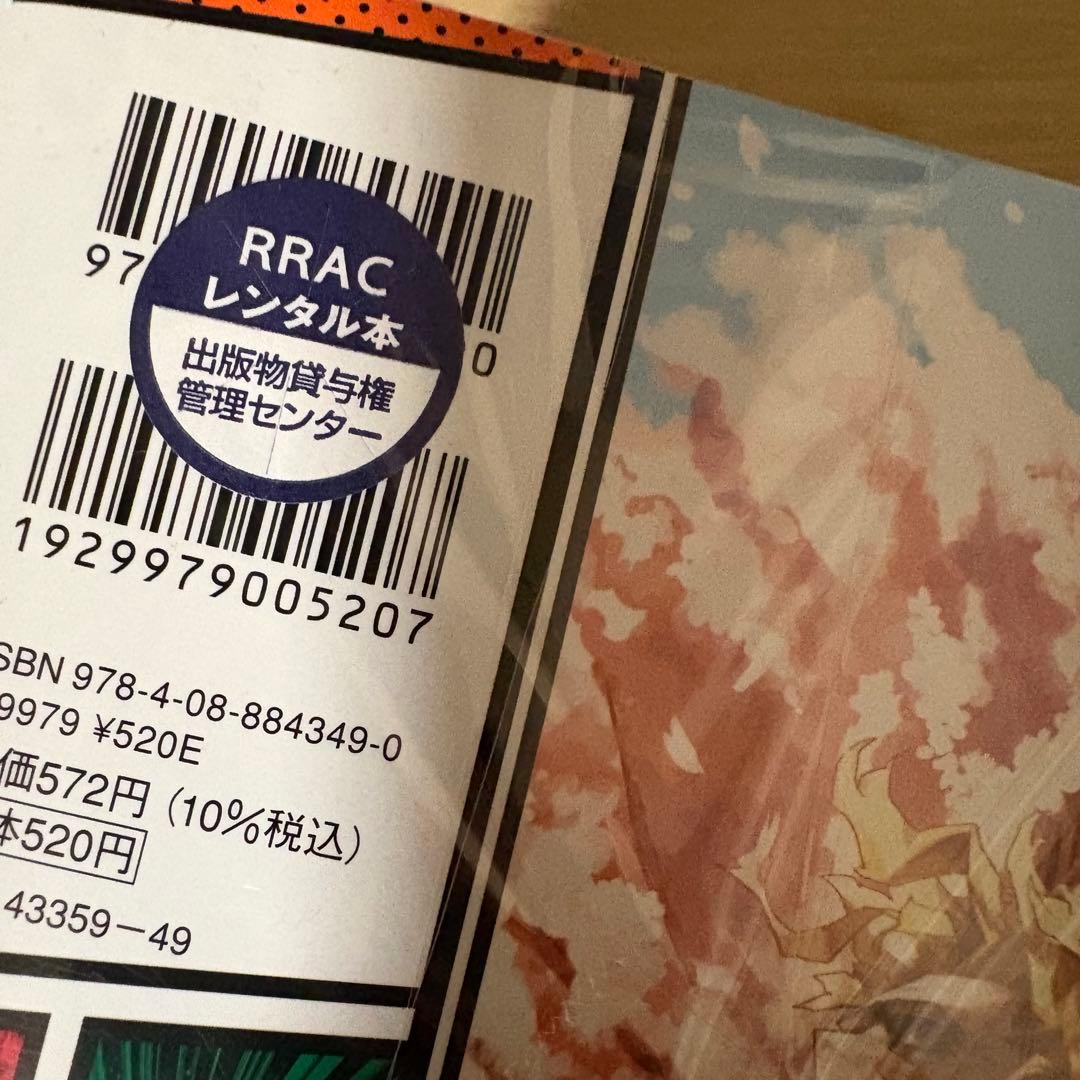 97
0
RRAC
レンタル本
出版物貸与権
管理センター
1929979005207
SBN 978-4-08-884349-0
9979 ¥520E
価572円 (10%税込)
本520円
43359-49